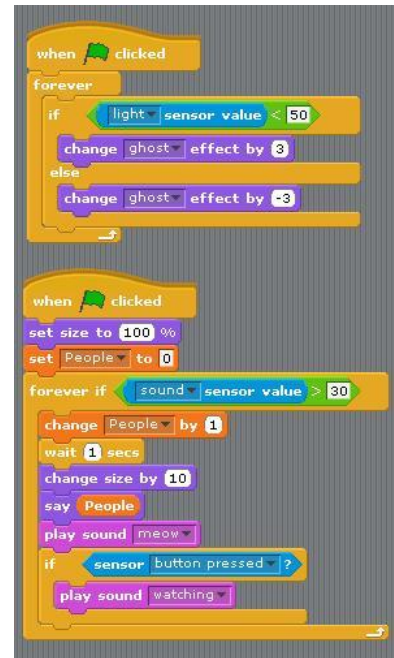 when clicked
forever
if light sensor value < 50
change ghost effect by 3
else
change ghost effect by -3
when clicked
set size to 100 %
set People to 0
forever if sound sensor value > 30
change People by 1
wait 1 secs
change size by 10
say People
play sound meow
if sensor button pressed ?
play sound watching